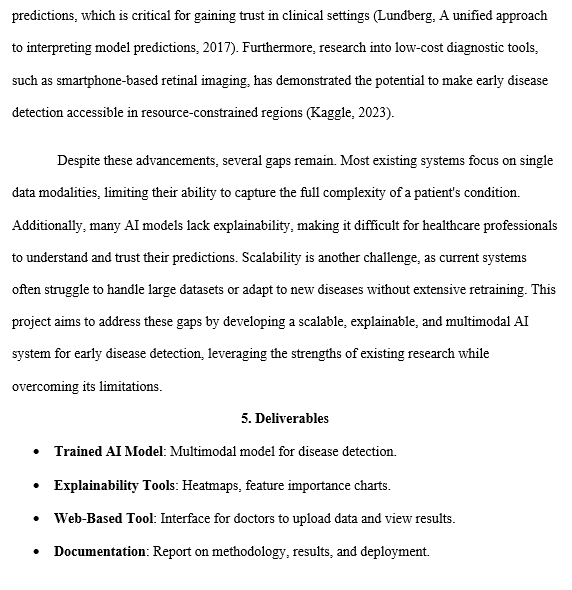 predictions, which is critical for gaining trust in clinical settings (Lundberg, A unified approach
to interpreting model predictions, 2017). Furthermore, research into low-cost diagnostic tools,
such as smartphone-based retinal imaging, has demonstrated the potential to make early disease
detection accessible in resource-constrained regions (Kaggle, 2023).
Despite these advancements, several gaps remain. Most existing systems focus on single
data modalities, limiting their ability to capture the full complexity of a patient's condition.
Additionally, many AI models lack explainability, making it difficult for healthcare professionals
to understand and trust their predictions. Scalability is another challenge, as current systems
often struggle to handle large datasets or adapt to new diseases without extensive retraining. This
project aims to address these gaps by developing a scalable, explainable, and multimodal AI
system for early disease detection, leveraging the strengths of existing research while
overcoming its limitations.
5. Deliverables
• Trained AI Model: Multimodal model for disease detection.
• Explainability Tools: Heatmaps, feature importance charts.
• Web-Based Tool: Interface for doctors to upload data and view results.
• Documentation: Report on methodology, results, and deployment.